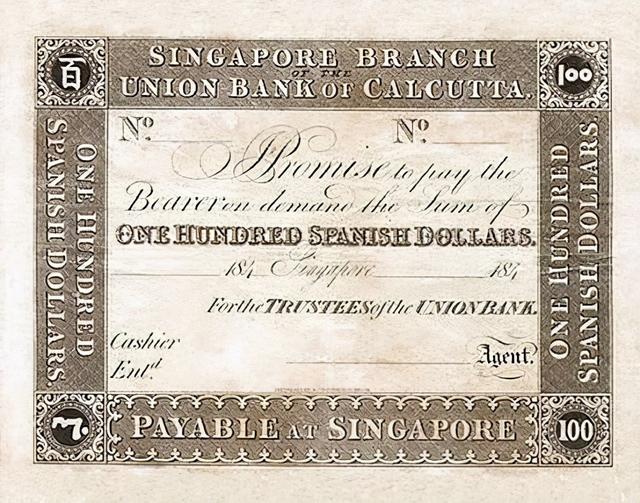 SINGAPORE BRANCH
OF THE
UNION BANK OF CALCUTTA.
百
100
ONE HUNDRED
SPANISH DOLLARS.
ONE HUNDRED
SPANISH DOLLARS.
Nº Nº
I Promise to pay the
Bearer on demand the Sum of
ONE HUNDRED SPANISH DOLLARS.
184 Singapore 184
For the TRUSTEES of the UNION BANK.
Cashier
Agent.
Entd.
PAYABLE AT SINGAPORE
100